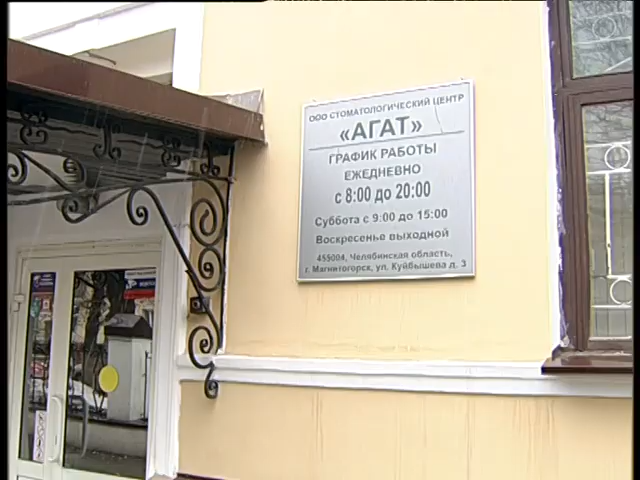 ООО СТОМАТОЛОГИЧЕСКИЙ ЦЕНТР
«АГАТ»
ГРАФИК РАБОТЫ
ЕЖЕДНЕВНО
с 8:00 до 20:00
Суббота с 9:00 до 15:00
Воскресенье выходной
455004, Челябинская область,
г. Магнитогорск, ул. Куйбышева д. 3